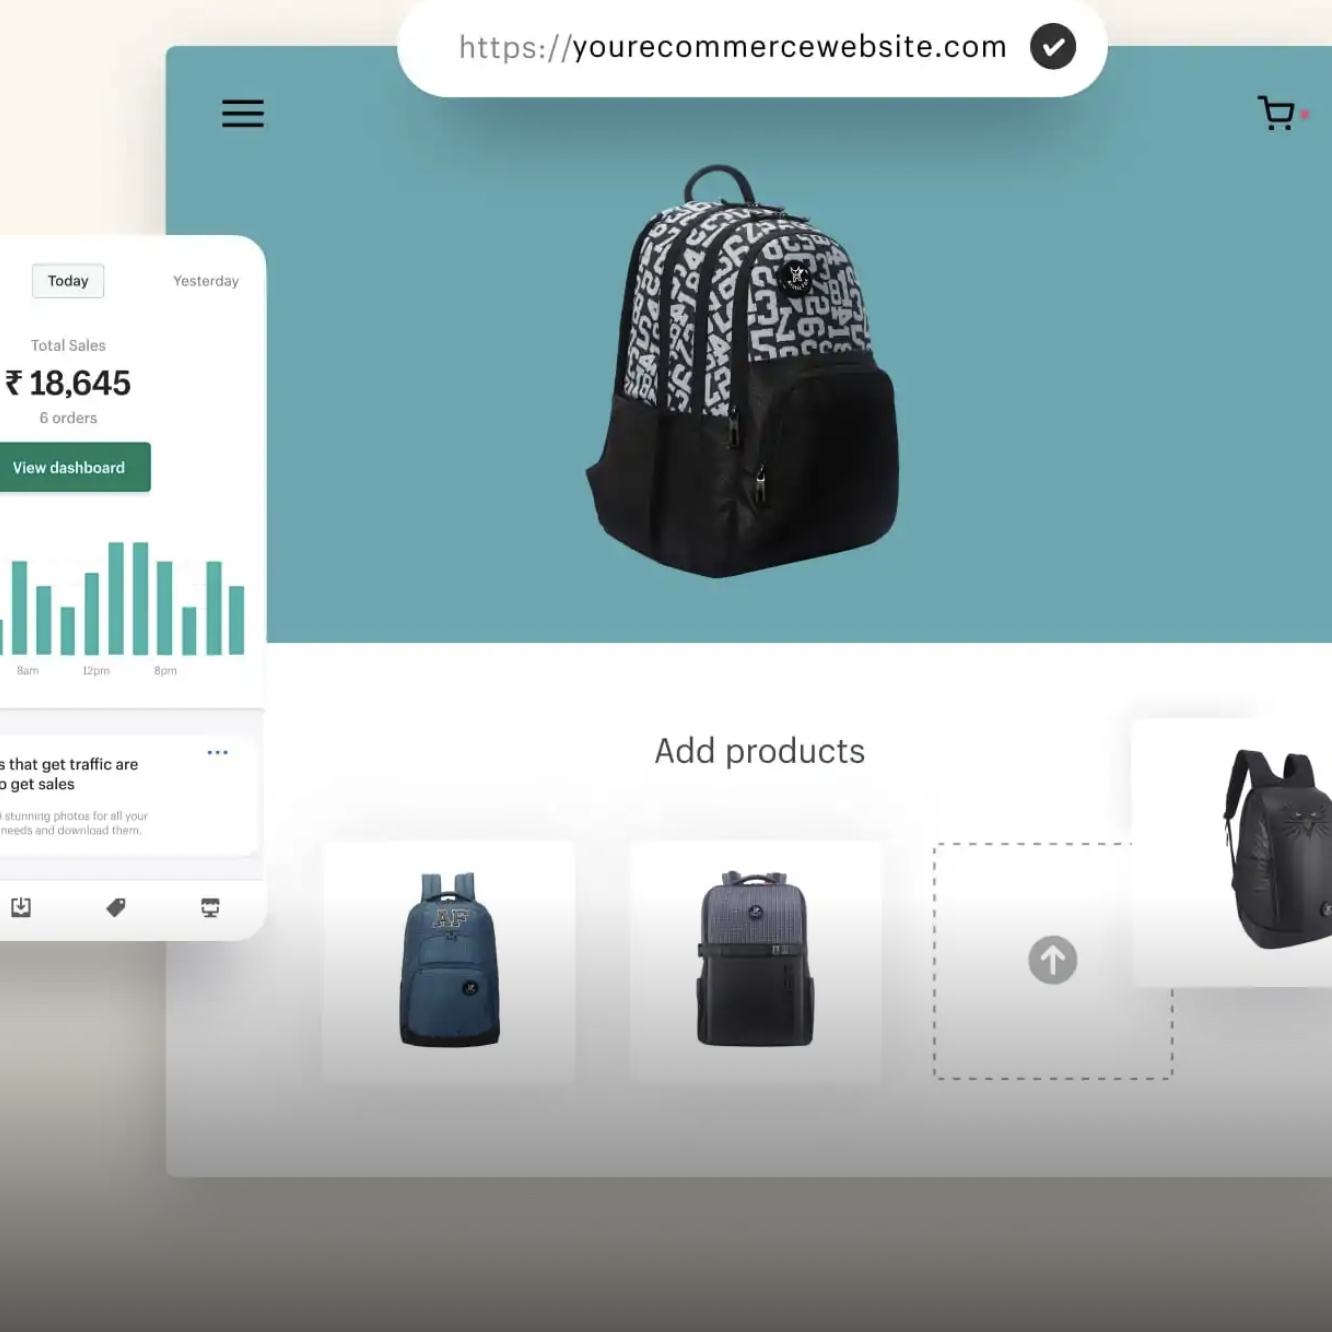 https://yourecommercewebsite.com
Today
Yesterday
Total Sales
₹ 18,645
6 orders
View dashboard
8am
12pm
8pm
s that get traffic are
o get sales
stunning photos for all your
needs and download them.
Add products
AF